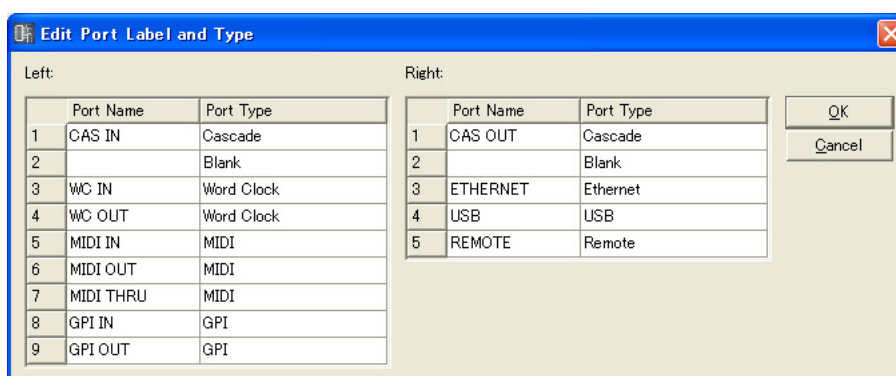 Edit Port Label and Type
Left:
Port Name Port Type
1 CAS IN Cascade
2 Blank
3 WC IN Word Clock
4 WC OUT Word Clock
5 MIDI IN MIDI
6 MIDI OUT MIDI
7 MIDI THRU MIDI
8 GPI IN GPI
9 GPI OUT GPI
Right:
Port Name Port Type
1 CAS OUT Cascade
2 Blank
3 ETHERNET Ethernet
4 USB USB
5 REMOTE Remote
OK
Cancel